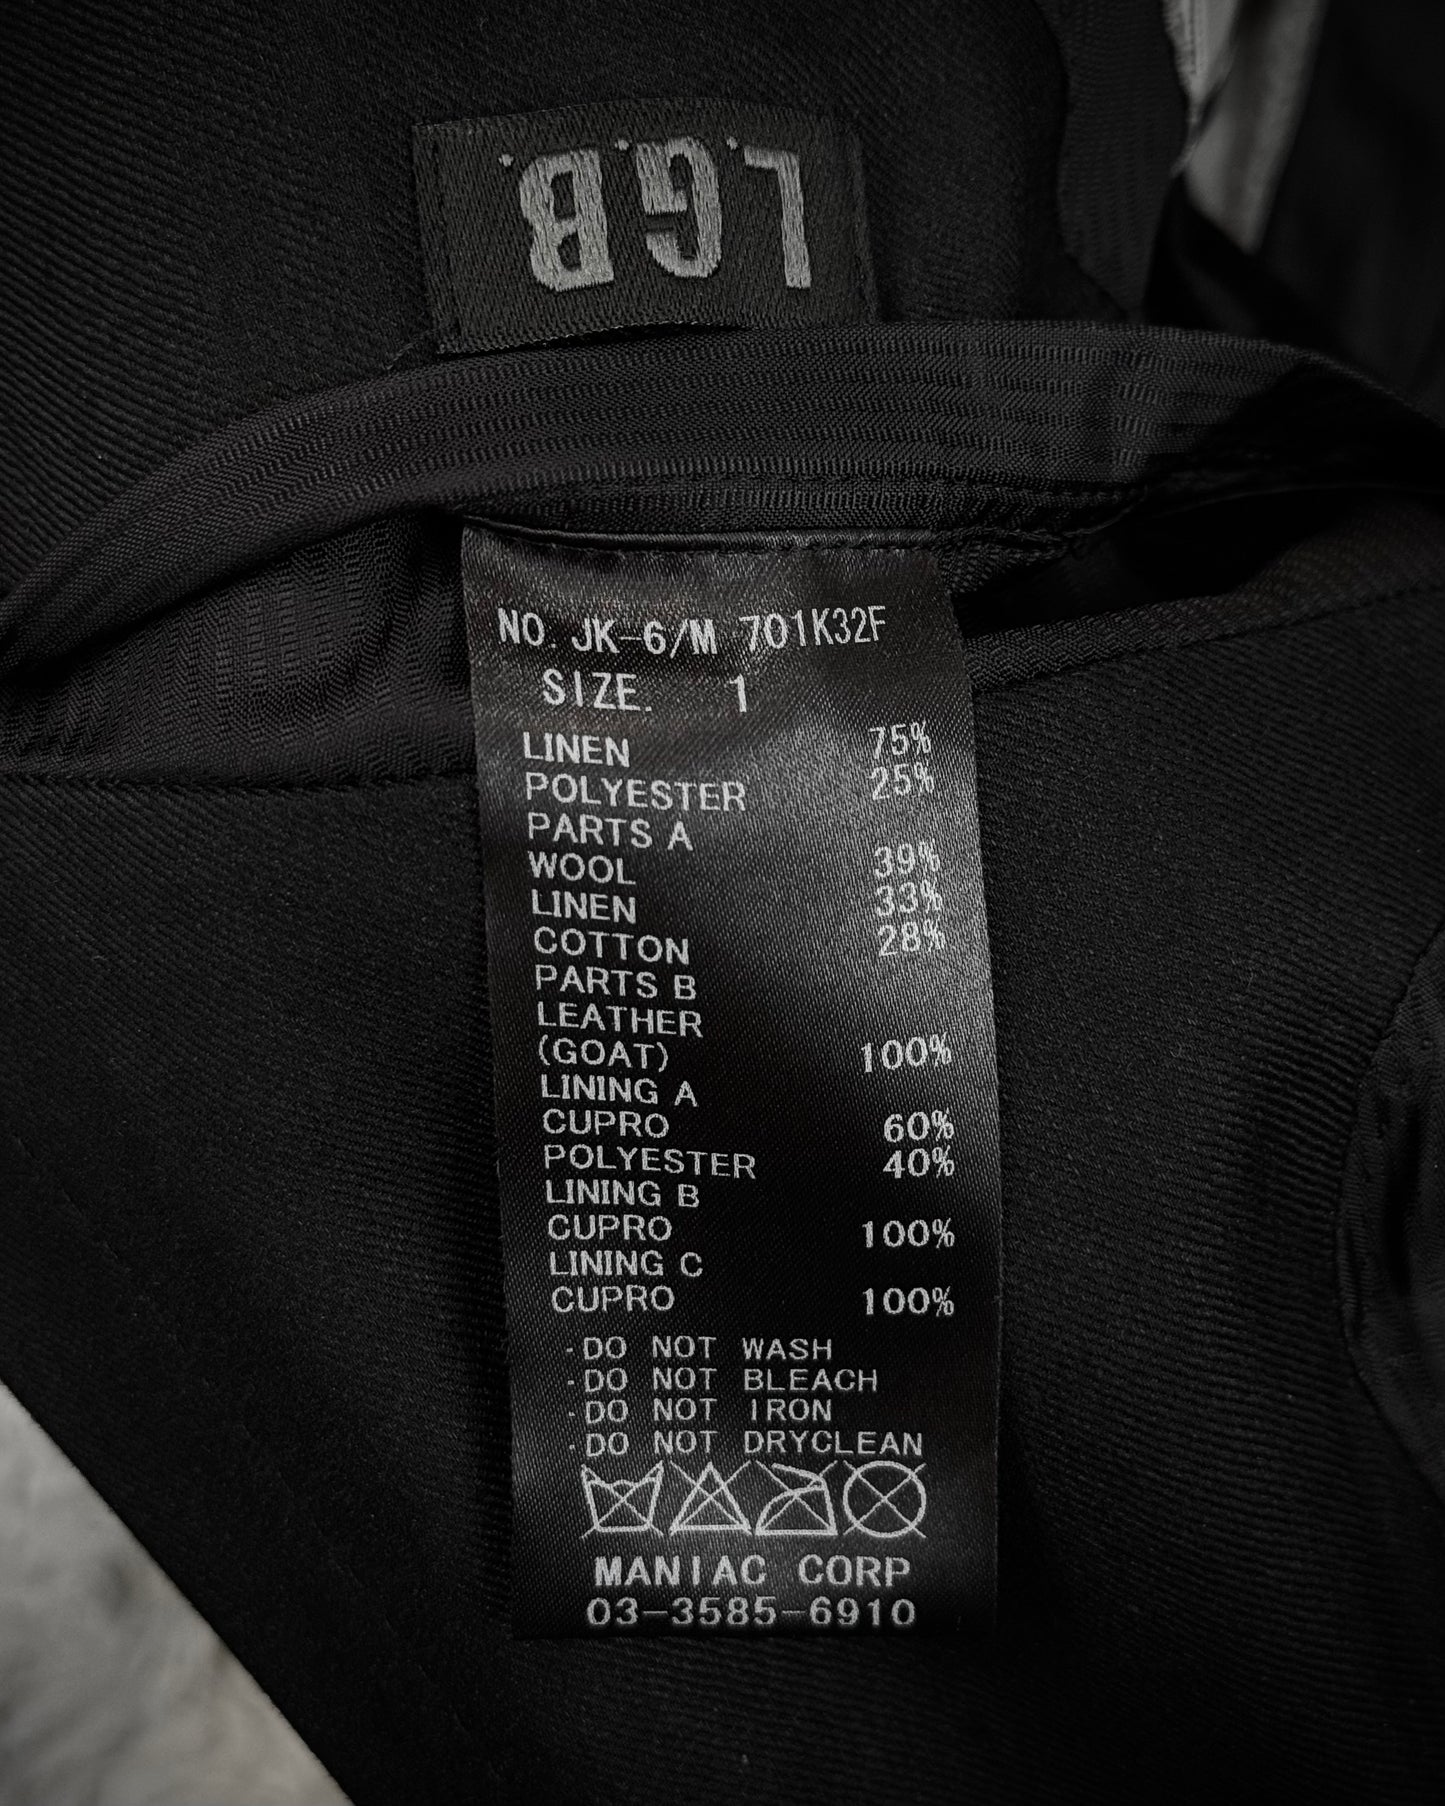 L.G.B.
NO. JK-6/M 701K32F
SIZE. 1
LINEN 75%
POLYESTER 25%
PARTS A
WOOL 39%
LINEN 33%
COTTON 28%
PARTS B
LEATHER
(GOAT) 100%
LINING A
CUPRO 60%
POLYESTER 40%
LINING B
CUPRO 100%
LINING C
CUPRO 100%
·DO NOT WASH
·DO NOT BLEACH
·DO NOT IRON
·DO NOT DRYCLEAN
MANIAC CORP
03-3585-6910